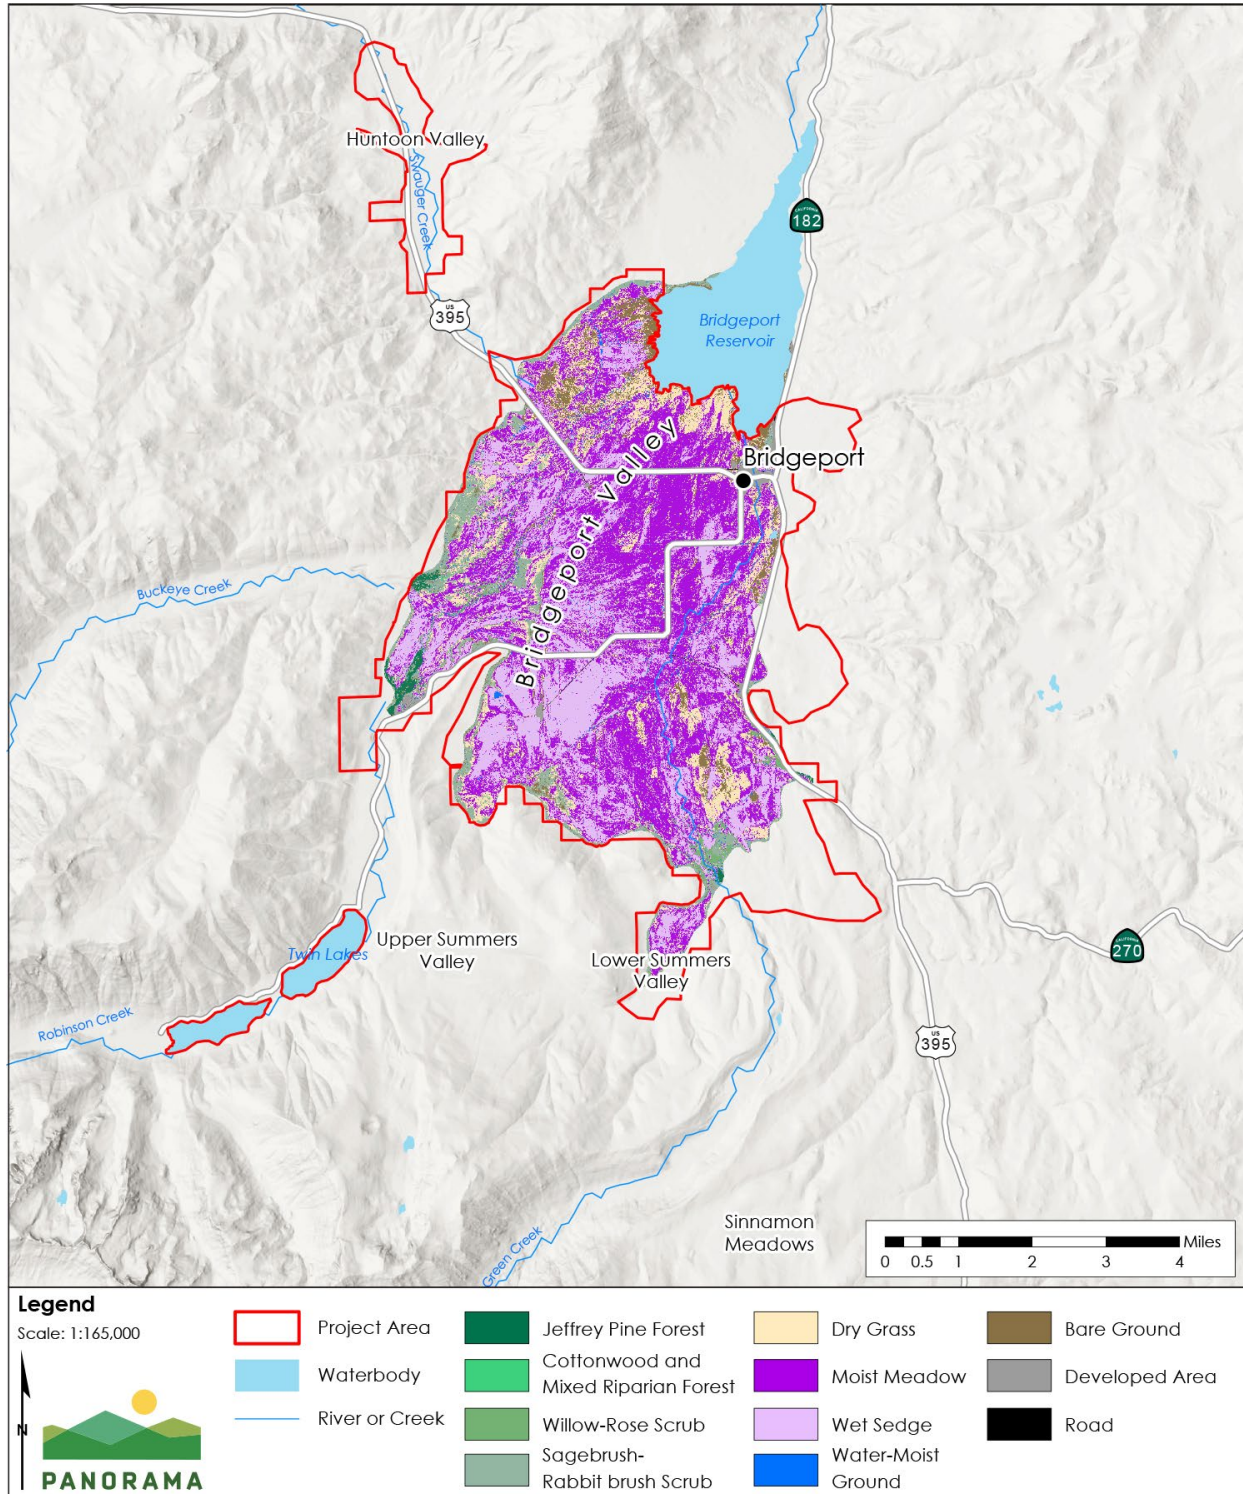 Huntoon Valley
Swauger Creek
CALIFORNIA
182
US
395
Bridgeport
Reservoir
Bridgeport
Bridgeport Valley
Buckeye Creek
Twin Lakes
Upper Summers
Valley
Lower Summers
Valley
CALIFORNIA
270
Robinson Creek
US
395
Green Creek
Sinnamon
Meadows
Miles
0 0.5 1 2 3 4
Legend
Scale: 1:165,000
N
PANORAMA
Project Area
Waterbody
River or Creek
Jeffrey Pine Forest
Cottonwood and
Mixed Riparian Forest
Willow-Rose Scrub
Sagebrush-
Rabbit brush Scrub
Dry Grass
Moist Meadow
Wet Sedge
Water-Moist
Ground
Bare Ground
Developed Area
Road